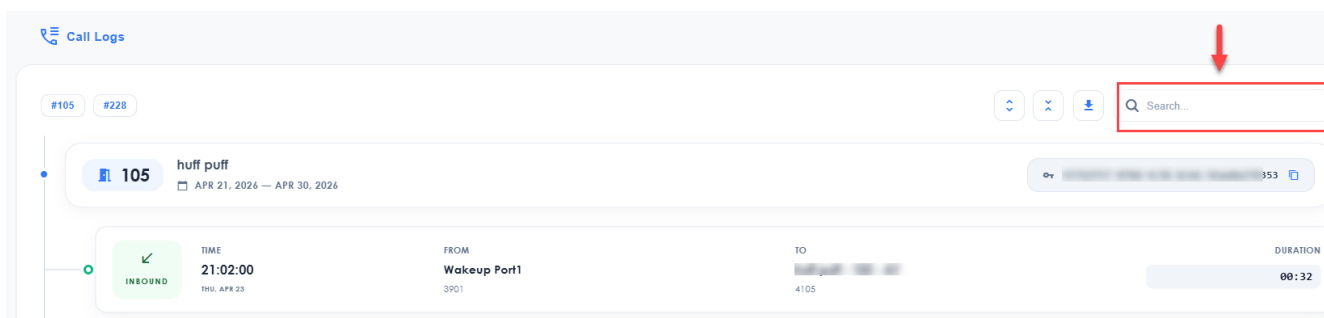 Call Logs
#105 #228
Search...
105
huff puff
APR 21, 2026 — APR 30, 2026
353
INBOUND
TIME
21:02:00
THU, APR 23
FROM
Wakeup Port1
3901
TO
4105
DURATION
00:32